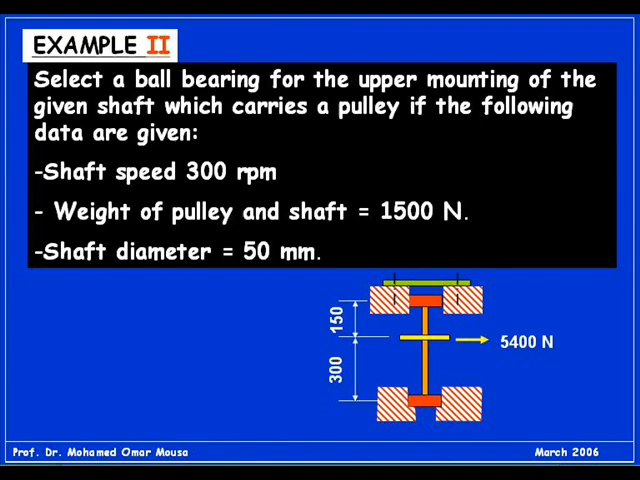 EXAMPLE II
Select a ball bearing for the upper mounting of the
given shaft which carries a pulley if the following
data are given:
-Shaft speed 300 rpm
- Weight of pulley and shaft = 1500 N.
-Shaft diameter = 50 mm.
150
5400 N
300
Prof. Dr. Mohamed Omar Mousa
March 2006